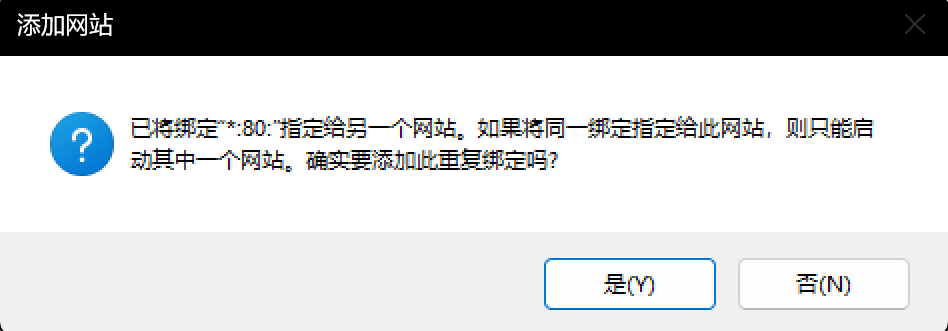 添加网站
已将绑定“*:80:”指定给另一个网站。如果将同一绑定指定给此网站，则只能启
动其中一个网站。确实要添加此重复绑定吗?
是(Y)
否(N)